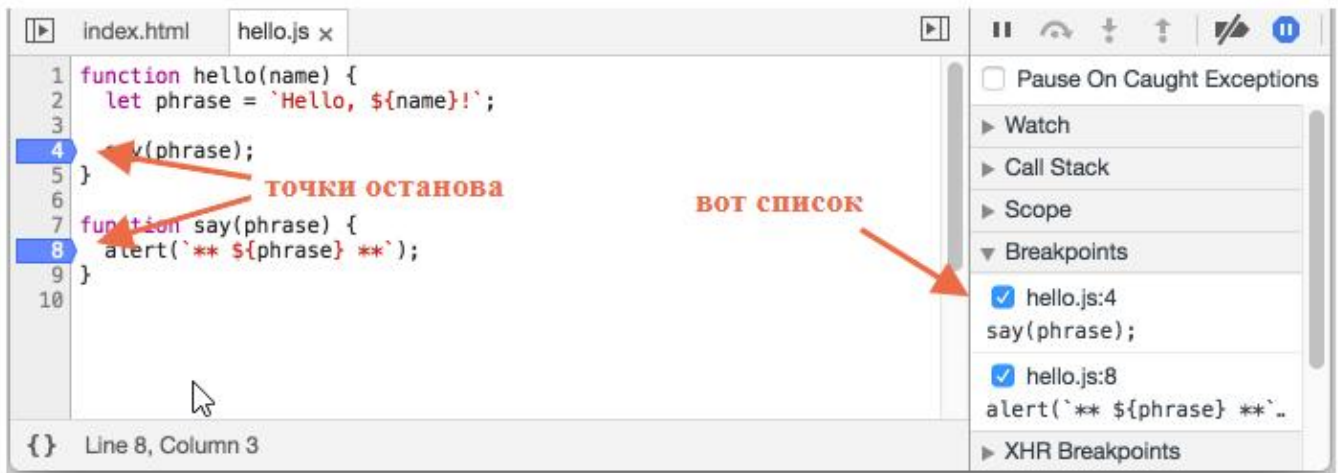 index.html hello.js ×
1 function hello(name) {
2 let phrase = `Hello, ${name}!`;
3
4 say(phrase);
5 }
6
7 function say(phrase) {
8 alert(`** ${phrase} **`);
9 }
10
точки останова
вот список
{} Line 8, Column 3
Pause On Caught Exceptions
Watch
Call Stack
Scope
Breakpoints
hello.js:4
say(phrase);
hello.js:8
alert(`** ${phrase} **`…
XHR Breakpoints